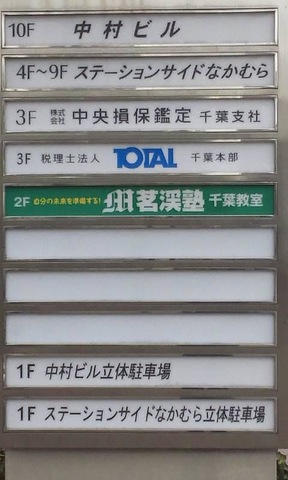 10F 中村ビル
4F〜9F ステーションサイドなかむら
3F 株式会社 中央損保鑑定 千葉支社
3F 税理士法人 TOTAL 千葉本部
2F 自分の未来を準備する! M 茗渓塾 千葉教室
1F 中村ビル立体駐車場
1F ステーションサイドなかむら立体駐車場